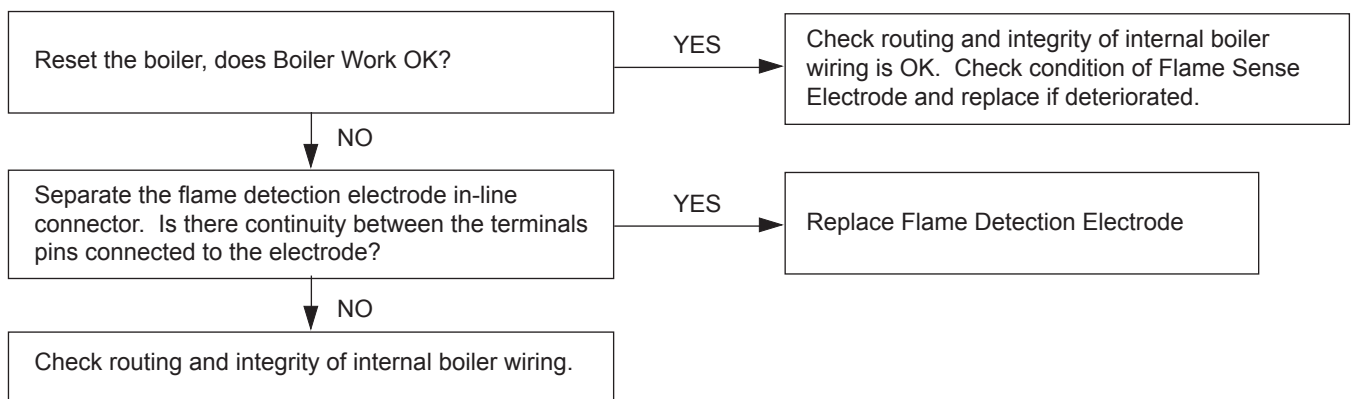 Reset the boiler, does Boiler Work OK?
YES
Check routing and integrity of internal boiler
wiring is OK.  Check condition of Flame Sense
Electrode and replace if deteriorated.
NO
Separate the flame detection electrode in-line
connector.  Is there continuity between the terminals
pins connected to the electrode?
YES
Replace Flame Detection Electrode
NO
Check routing and integrity of internal boiler wiring.